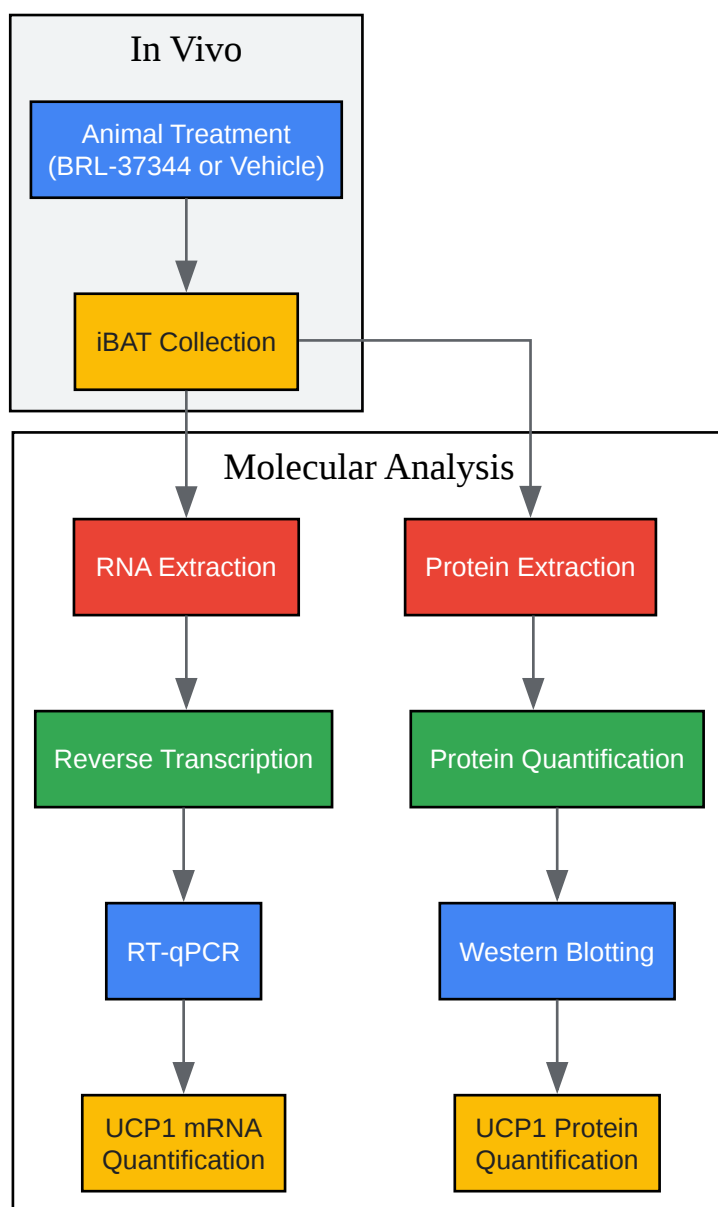 In Vivo
Animal Treatment
(BRL-37344 or Vehicle)
iBAT Collection
Molecular Analysis
RNA Extraction
Protein Extraction
Reverse Transcription
Protein Quantification
RT-qPCR
Western Blotting
UCP1 mRNA
Quantification
UCP1 Protein
Quantification